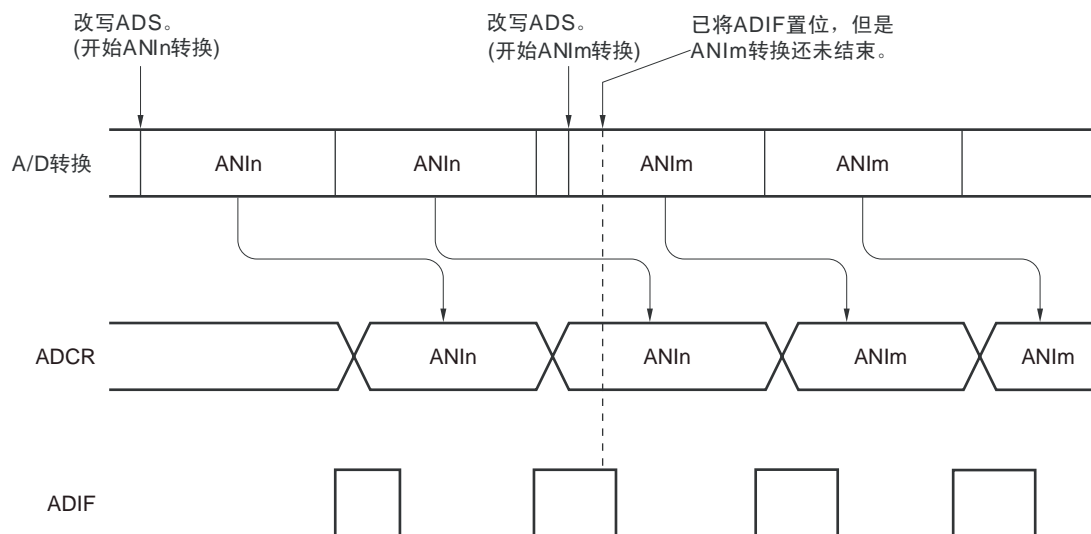 改写ADS。
(开始ANIn转换)
改写ADS。
(开始ANIm转换)
已将ADIF置位，但是
ANIm转换还未结束。
A/D转换
ANIn
ANIn
ANIm
ANIm
ADCR
ANIn
ANIn
ANIm
ANIm
ADIF